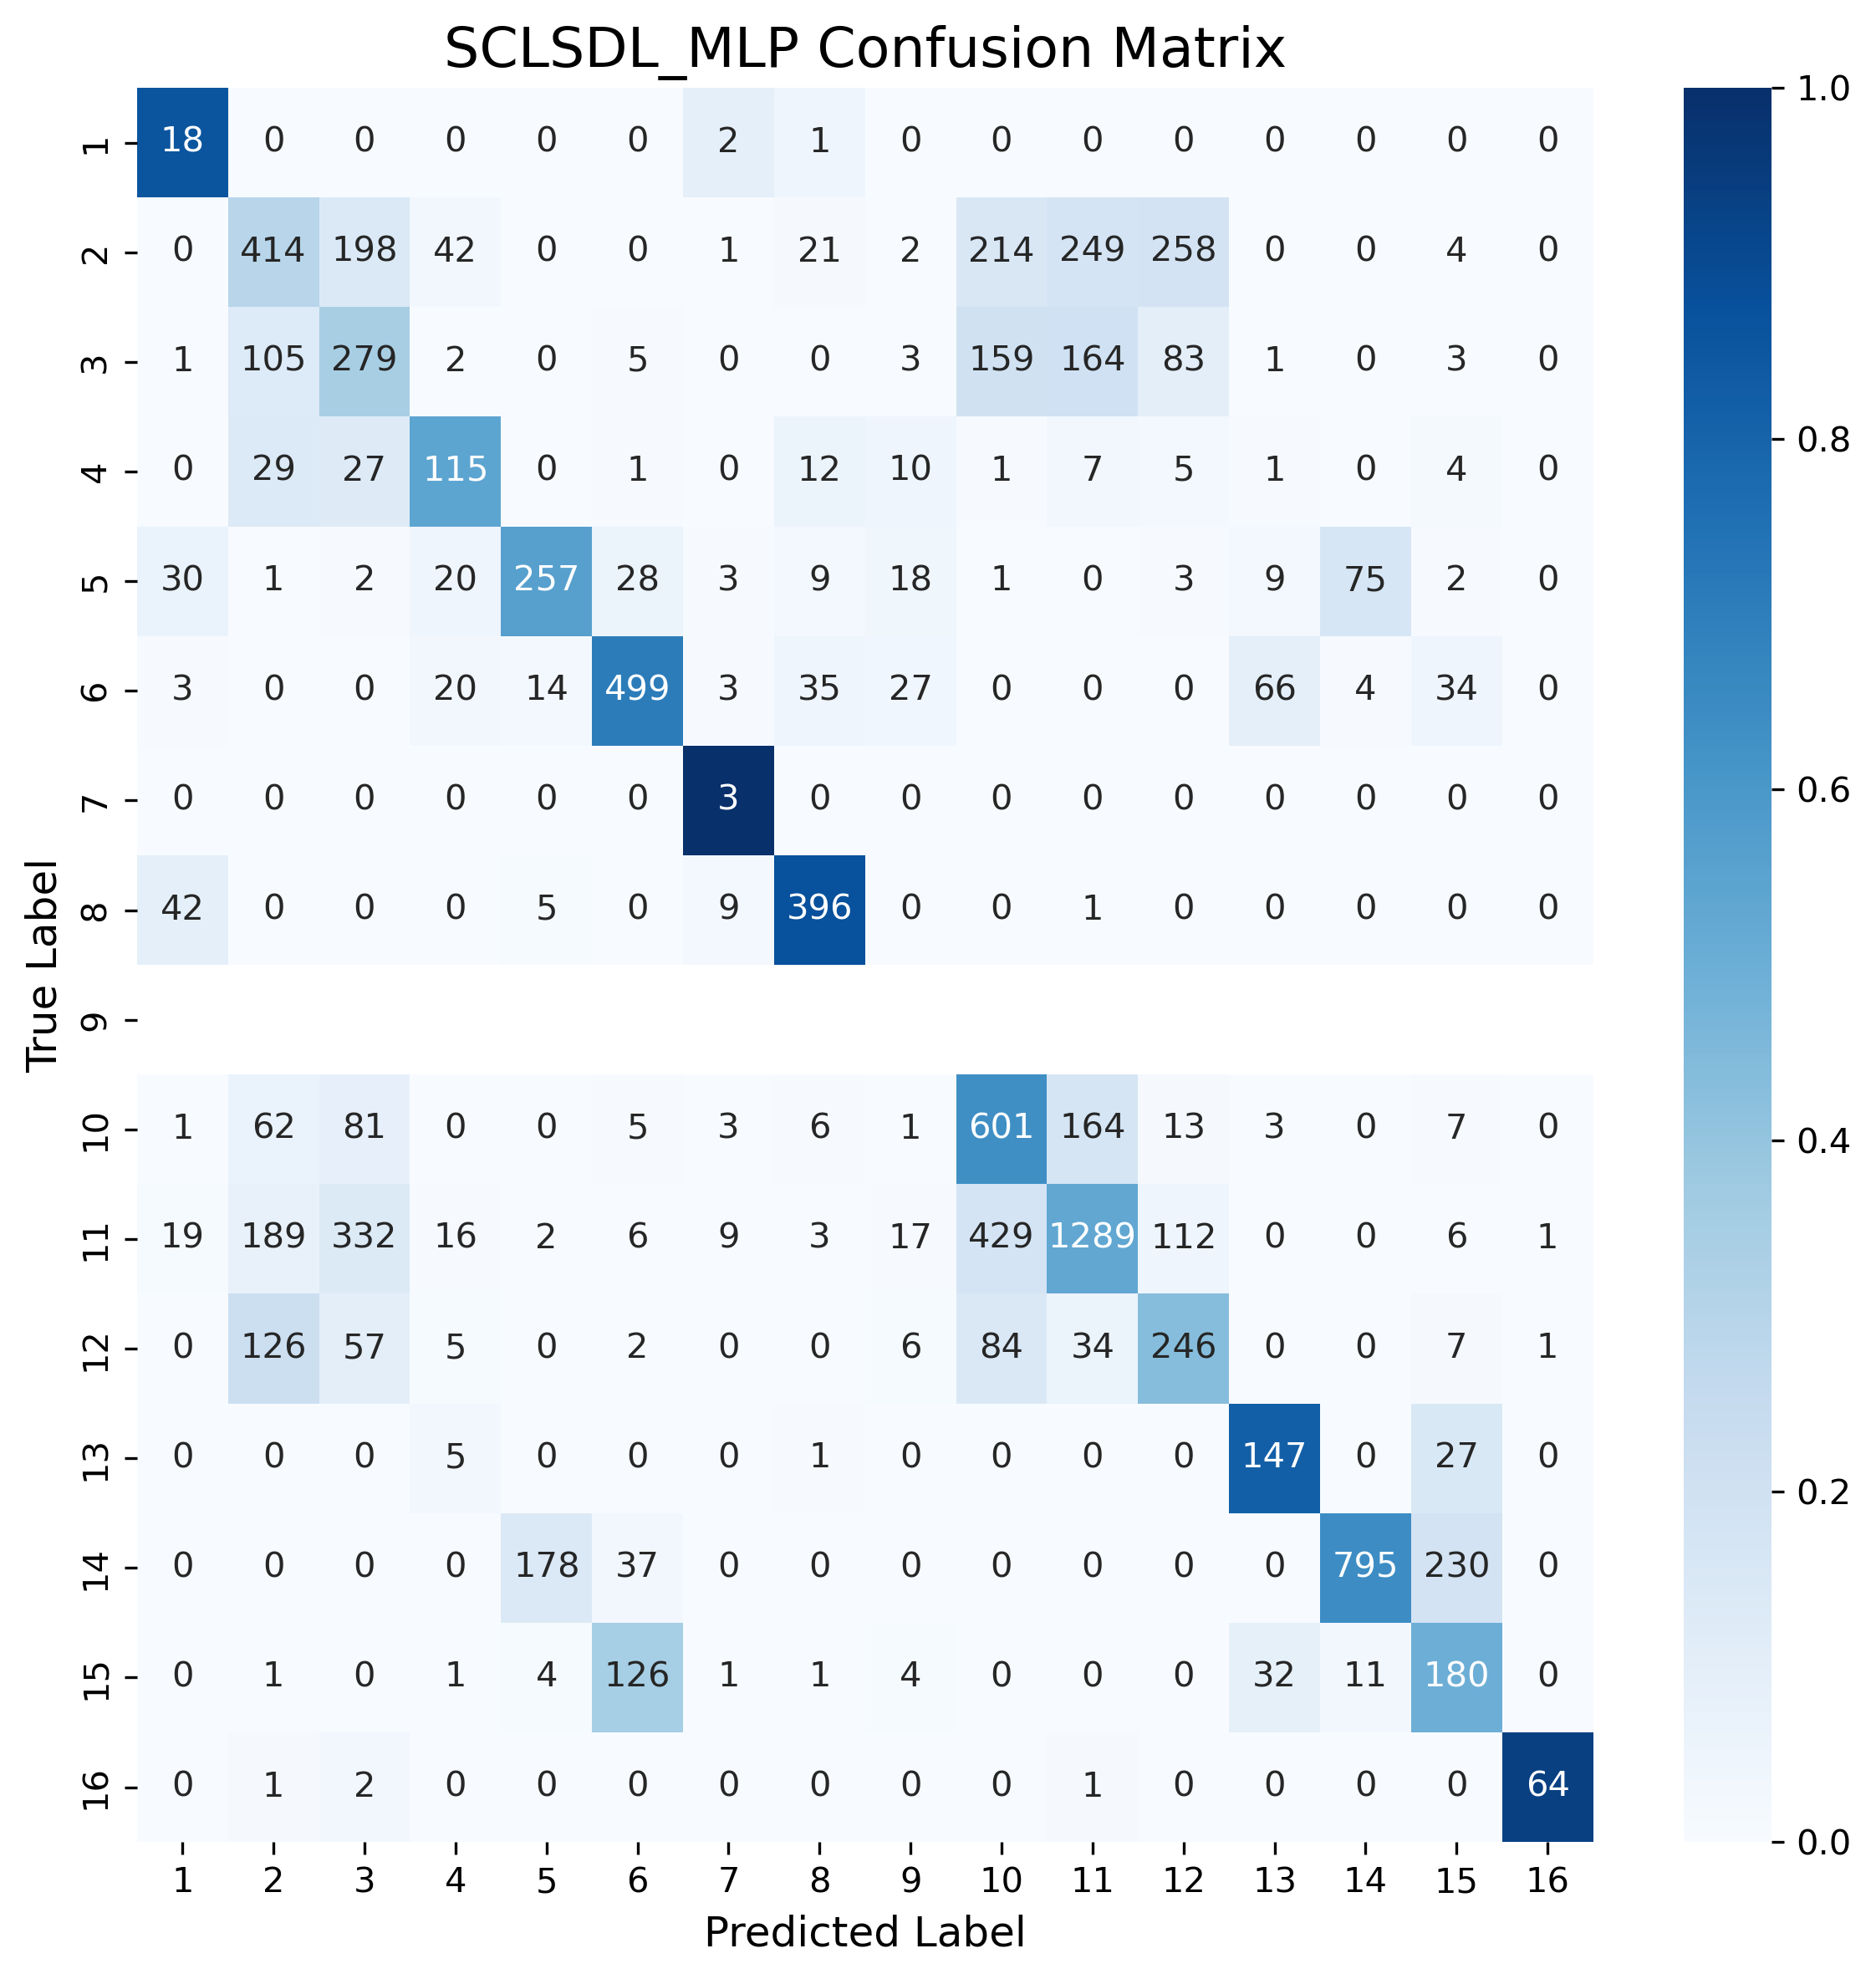 SCLSDL_MLP Confusion Matrix
1 18 0 0 0 0 0 2 1 0 0 0 0 0 0 0 0
2 0 414 198 42 0 0 1 21 2 214 249 258 0 0 4 0
3 1 105 279 2 0 5 0 0 3 159 164 83 1 0 3 0
4 0 29 27 115 0 1 0 12 10 1 7 5 1 0 4 0
5 30 1 2 20 257 28 3 9 18 1 0 3 9 75 2 0
6 3 0 0 20 14 499 3 35 27 0 0 0 66 4 34 0
7 0 0 0 0 0 0 3 0 0 0 0 0 0 0 0 0
8 42 0 0 0 5 0 9 396 0 0 1 0 0 0 0 0
9
10 1 62 81 0 0 5 3 6 1 601 164 13 3 0 7 0
11 19 189 332 16 2 6 9 3 17 429 1289 112 0 0 6 1
12 0 126 57 5 0 2 0 0 6 84 34 246 0 0 7 1
13 0 0 0 5 0 0 0 1 0 0 0 0 147 0 27 0
14 0 0 0 0 178 37 0 0 0 0 0 0 0 795 230 0
15 0 1 0 1 4 126 1 1 4 0 0 0 32 11 180 0
16 0 1 2 0 0 0 0 0 0 0 1 0 0 0 0 64
1 2 3 4 5 6 7 8 9 10 11 12 13 14 15 16
Predicted Label
True Label
1.0
0.8
0.6
0.4
0.2
0.0